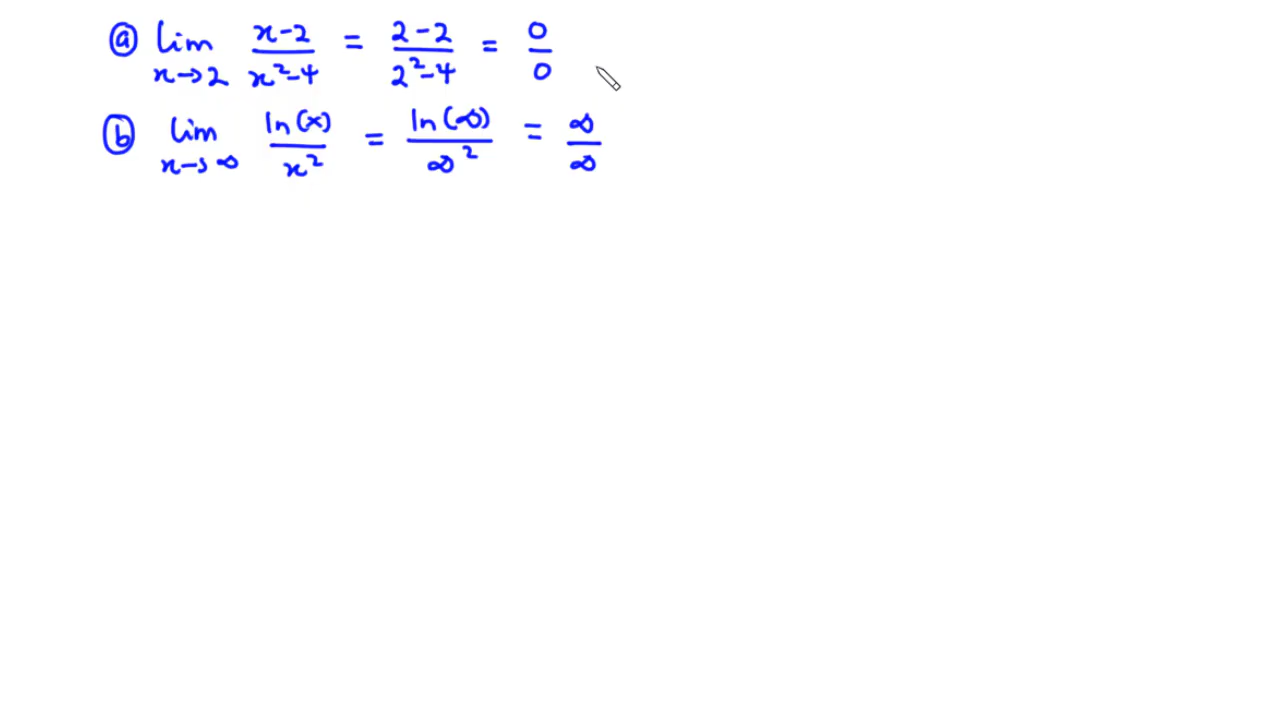 ⓐ lim x→2 (x-2)/(x²-4) = (2-2)/(2²-4) = 0/0
ⓑ lim x→∞ ln(x)/x² = ln(∞)/∞² = ∞/∞